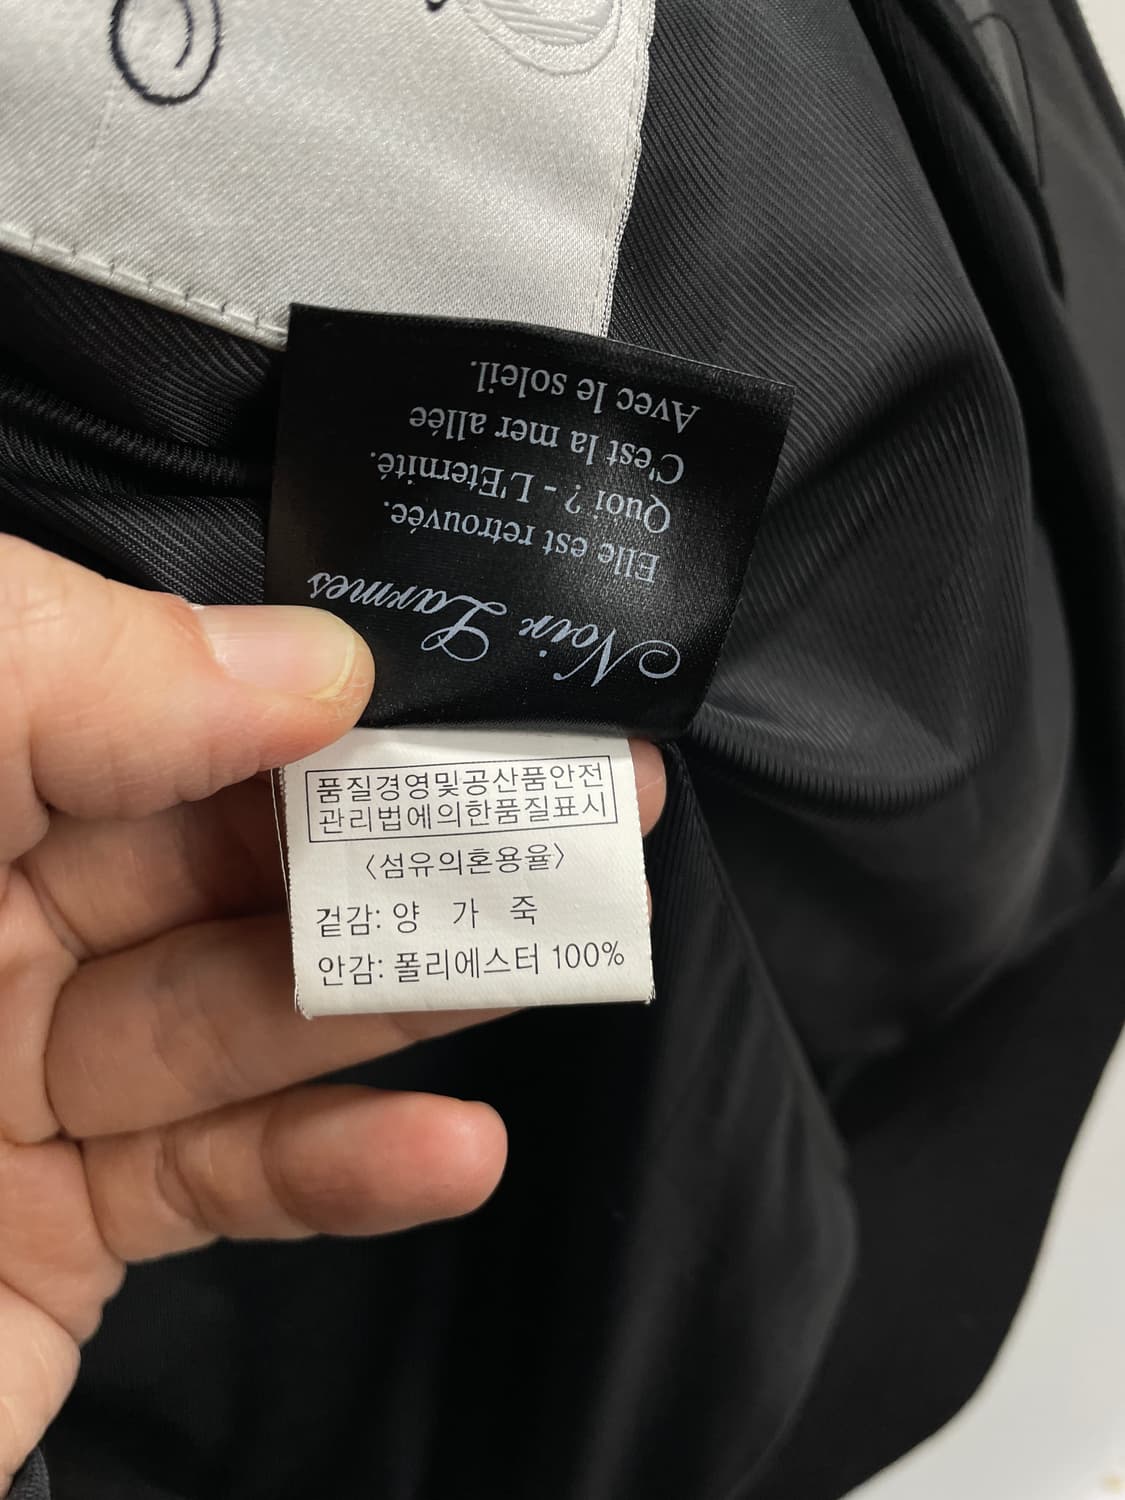 Noir Larmes
Elle est retrouvée.
Quoi ? - L'Eternité.
C'est la mer allée
Avec le soleil.
품질경영및공산품안전
관리법에의한품질표시
〈섬유의혼용율〉
겉감: 양 가 죽
안감: 폴리에스터 100%